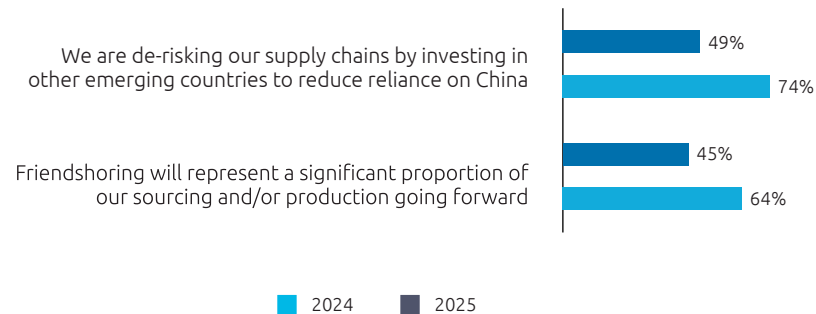 We are de-risking our supply chains by investing in
other emerging countries to reduce reliance on China
49%
74%
Friendshoring will represent a significant proportion of
our sourcing and/or production going forward
45%
64%
2024
2025